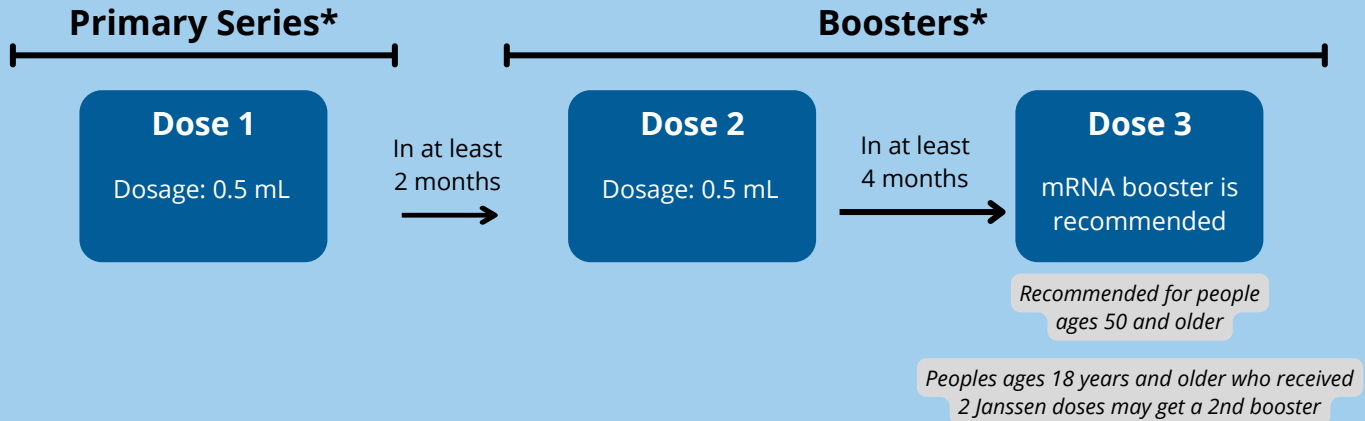 Primary Series*
Boosters*
Dose 1
Dosage: 0.5 mL
In at least
2 months
Dose 2
Dosage: 0.5 mL
In at least
4 months
Dose 3
mRNA booster is
recommended
Recommended for people
ages 50 and older
Peoples ages 18 years and older who received
2 Janssen doses may get a 2nd booster